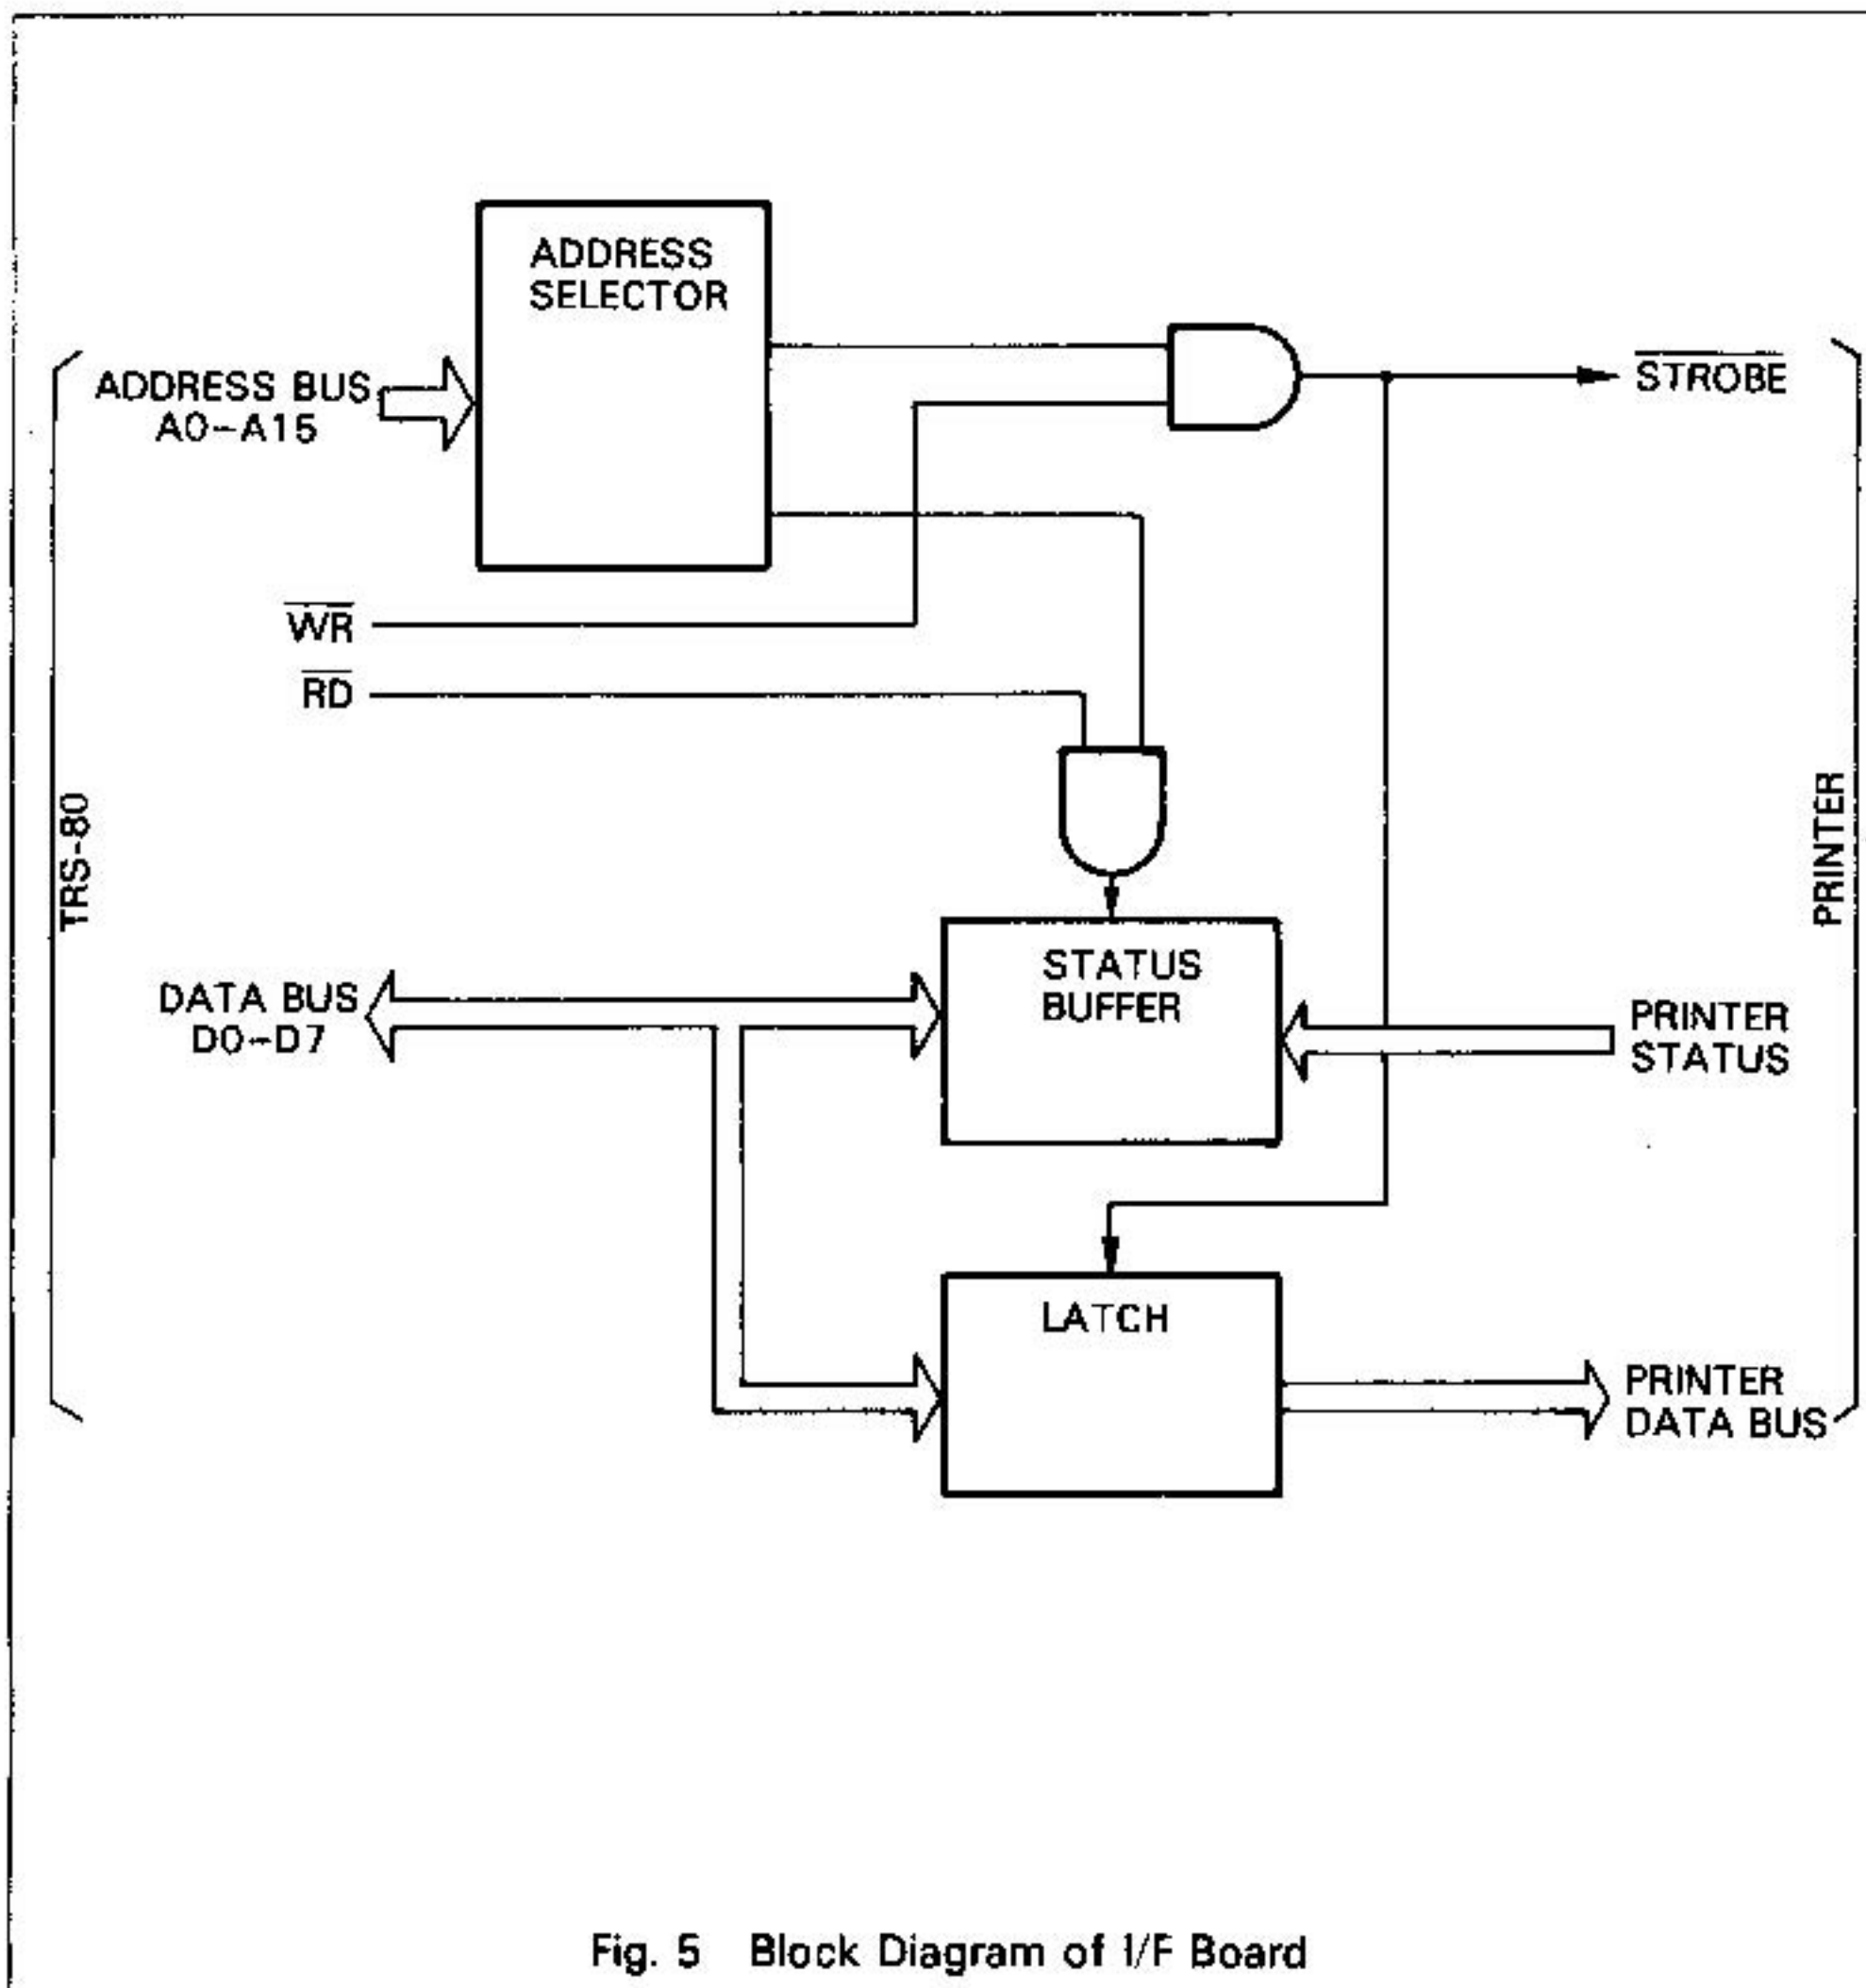 ADDRESS
SELECTOR
ADDRESS BUS
A0-A15
STROBE
WR
RD
TRS-80
PRINTER
STATUS
BUFFER
DATA BUS
D0-D7
PRINTER
STATUS
LATCH
PRINTER
DATA BUS
Fig. 5 Block Diagram of I/F Board